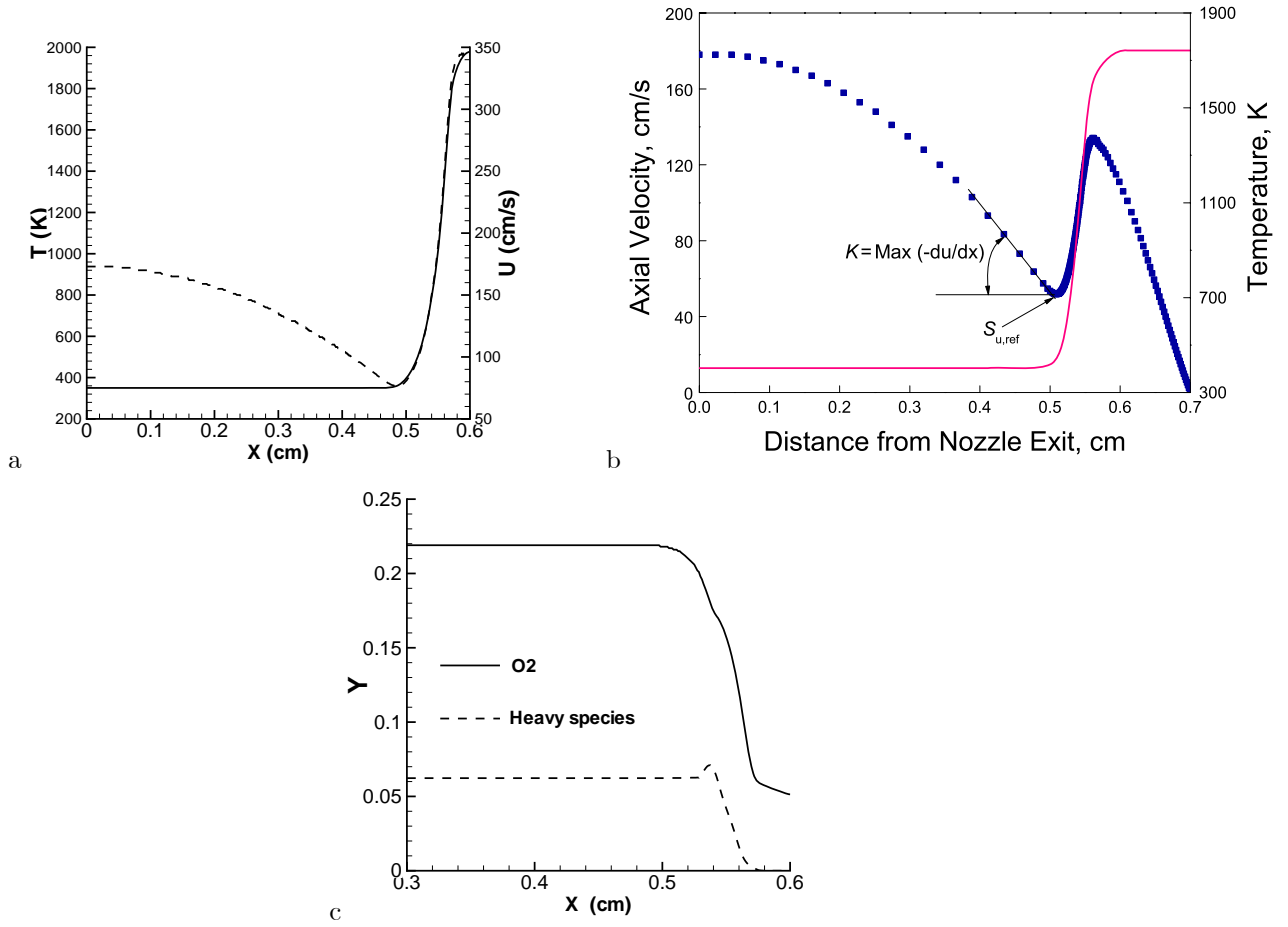 2000
1800
1600
1400
1200
1000
800
600
400
200
T (K)
350
300
250
200
150
100
50
U (cm/s)
0 0.1 0.2 0.3 0.4 0.5 0.6
X (cm)
a
200
160
120
80
40
0
Axial Velocity, cm/s
1900
1500
1100
700
300
Temperature, K
K=Max (-du/dx)
Su,ref
0.0 0.1 0.2 0.3 0.4 0.5 0.6 0.7
Distance from Nozzle Exit, cm
b
0.25
0.2
0.15
0.1
0.05
0
Y
O2
Heavy species
0.3 0.4 0.5 0.6
X (cm)
c